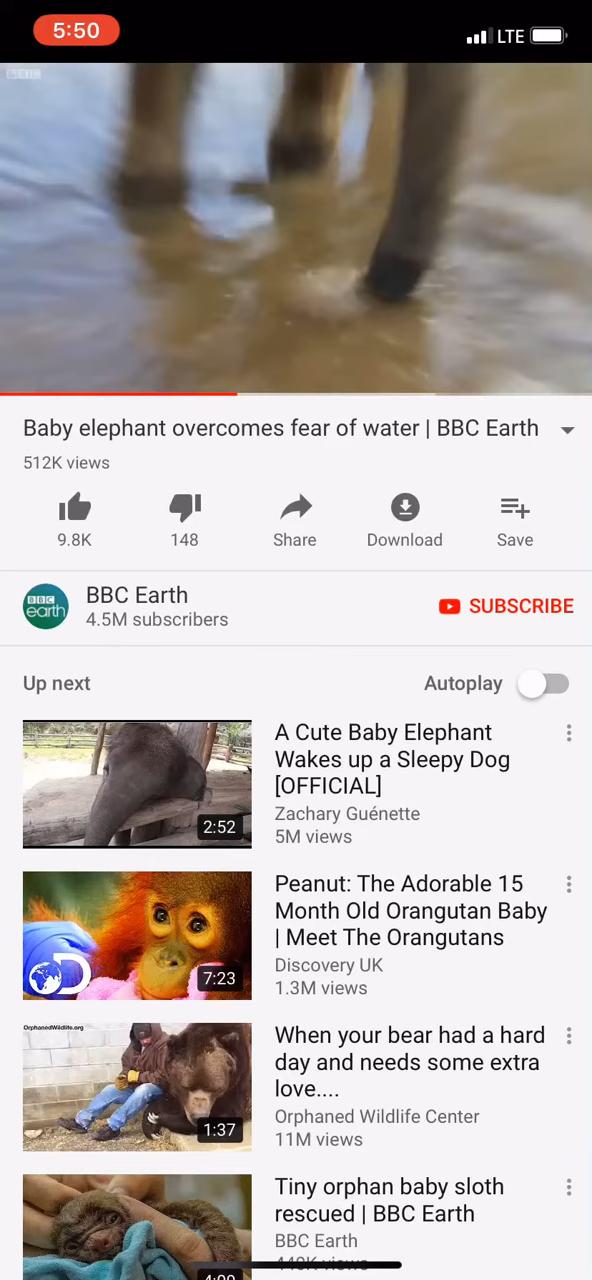 5:50
LTE
BBC
Baby elephant overcomes fear of water | BBC Earth
512K views
9.8K
148
Share
Download
Save
BBC
earth
BBC Earth
4.5M subscribers
SUBSCRIBE
Up next
Autoplay
2:52
A Cute Baby Elephant
Wakes up a Sleepy Dog
[OFFICIAL]
Zachary Guénette
5M views
7:23
Peanut: The Adorable 15
Month Old Orangutan Baby
| Meet The Orangutans
Discovery UK
1.3M views
OrphanedWildlife.org
1:37
When your bear had a hard
day and needs some extra
love....
Orphaned Wildlife Center
11M views
Tiny orphan baby sloth
rescued | BBC Earth
BBC Earth